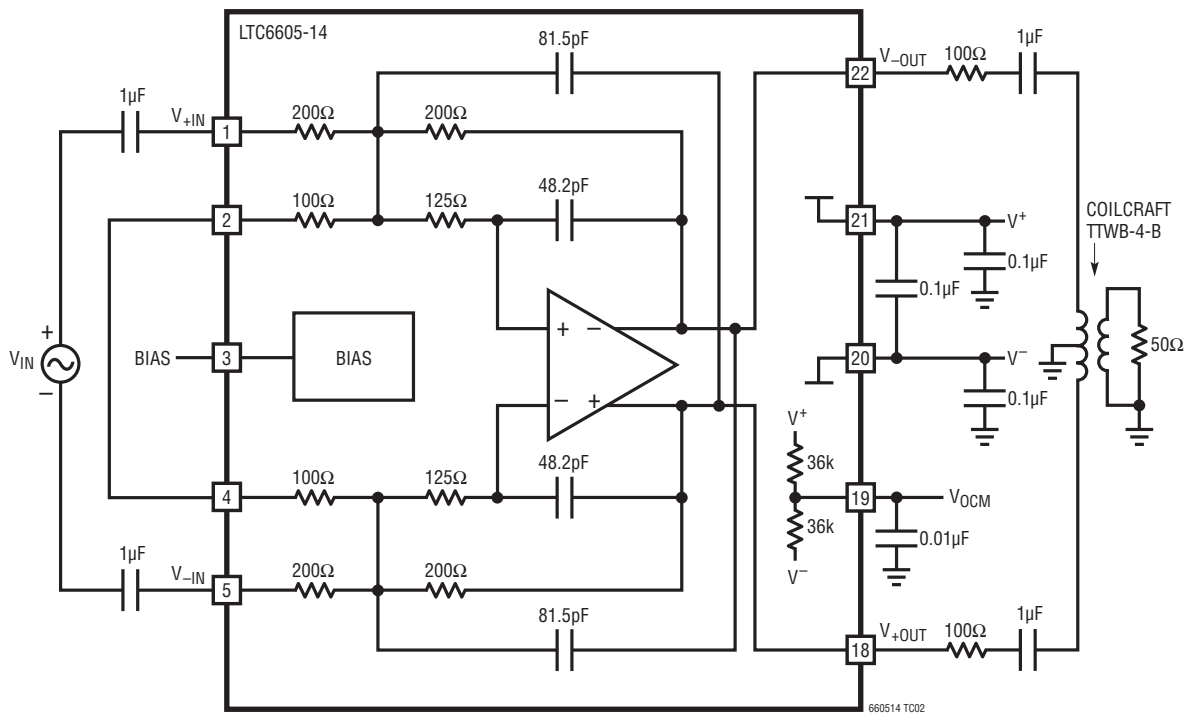 LTC6605-14
81.5pF
1µF
V–OUT
100Ω
22
1µF
V+IN
200Ω
200Ω
1
100Ω
125Ω
48.2pF
2
21
V+
COILCRAFT
TTWB-4-B
0.1µF
0.1µF
+
–
+
VIN
–
BIAS
3
BIAS
20
V–
50Ω
–
+
0.1µF
V+
48.2pF
36k
100Ω
125Ω
4
19
VOCM
36k
0.01µF
1µF
V–
V–IN
200Ω
200Ω
5
1µF
V+OUT
100Ω
81.5pF
18
660514 TC02